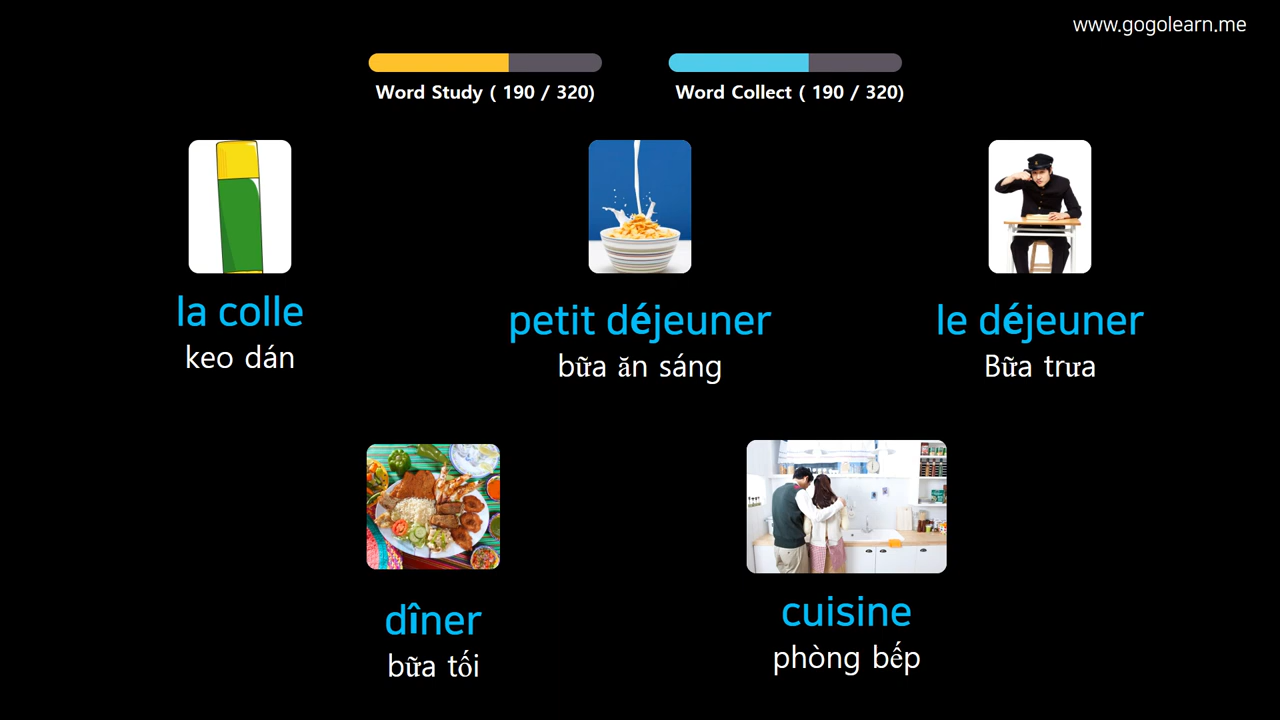 www.gogolearn.me
Word Study ( 190 / 320)
Word Collect ( 190 / 320)
la colle
keo dán
petit déjeuner
bữa ăn sáng
le déjeuner
Bữa trưa
dîner
bữa tối
cuisine
phòng bếp